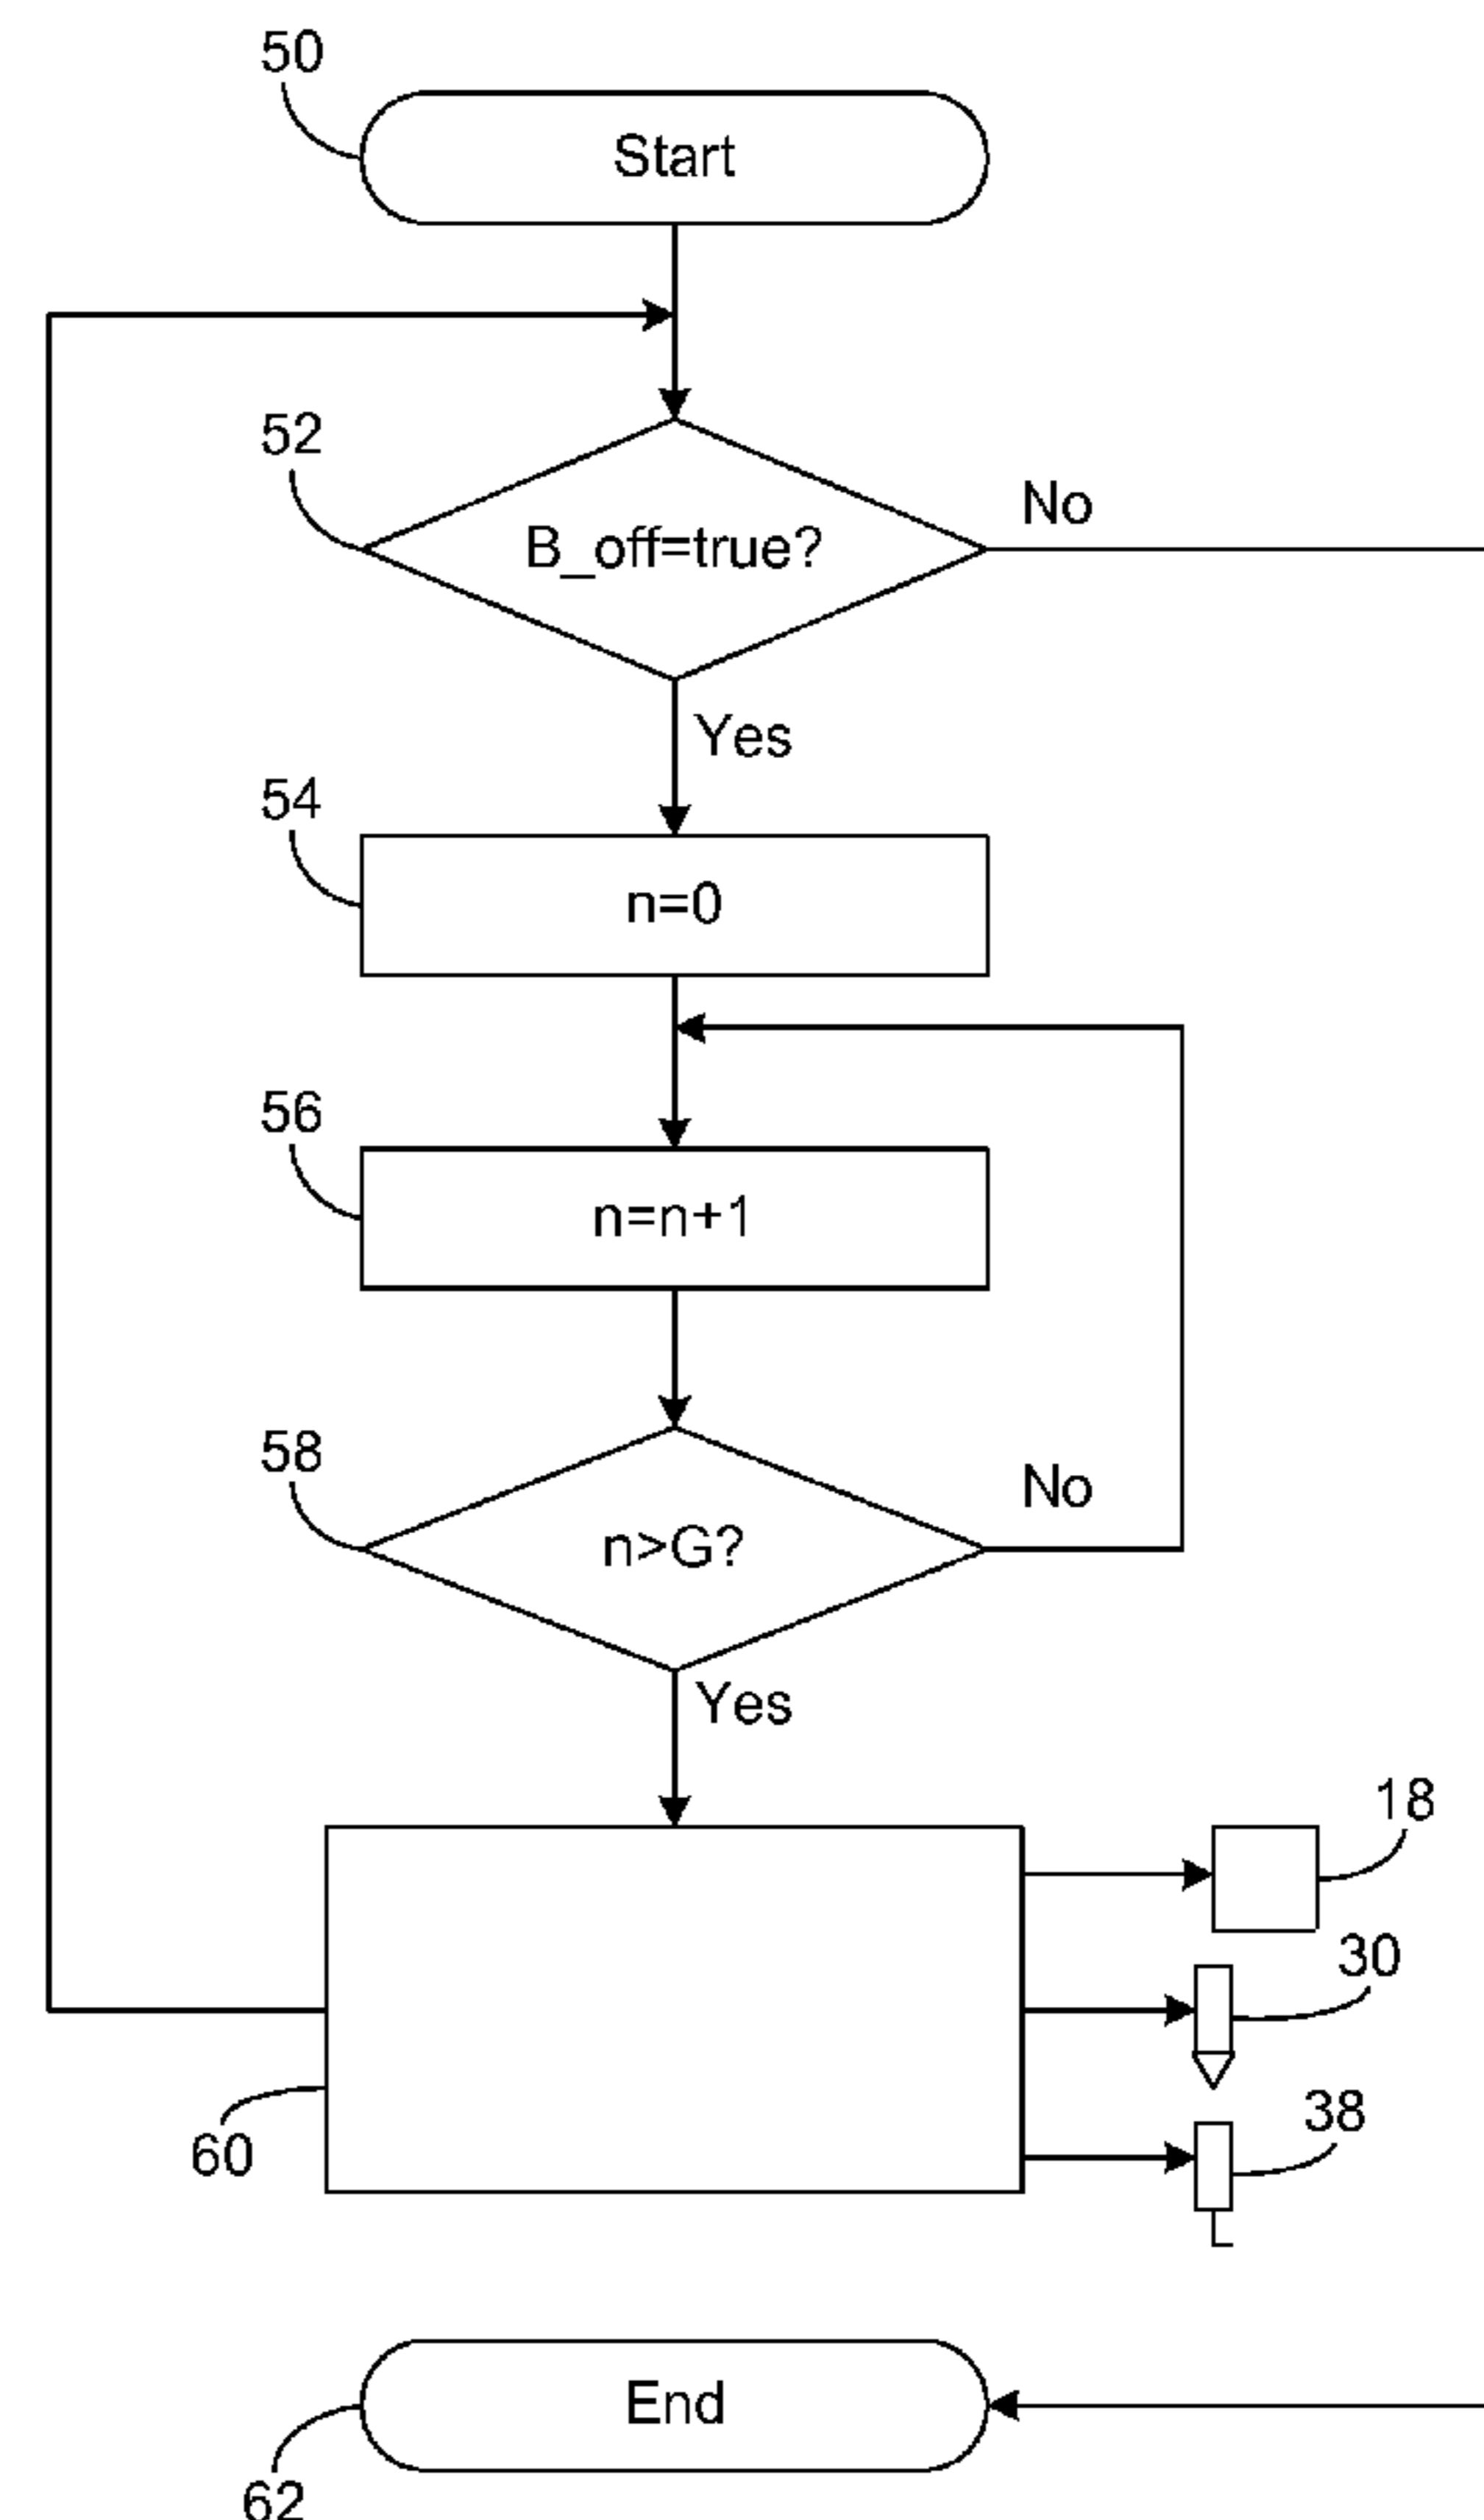 50
Start
52
B_off=true?
No
Yes
54
n=0
56
n=n+1
58
n>G?
No
Yes
18
30
38
60
End
62